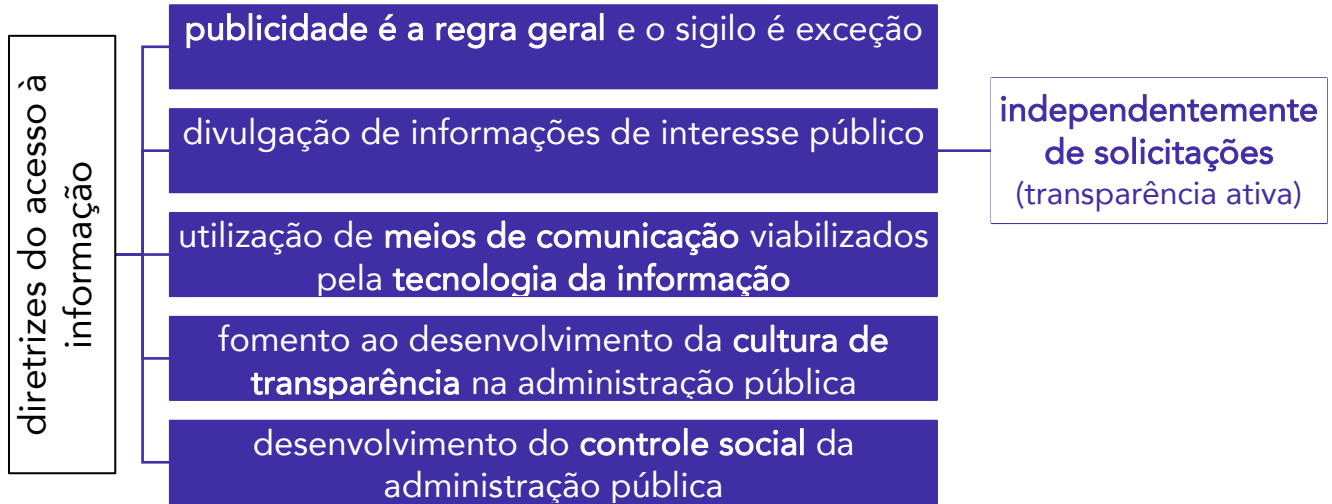 diretrizes do acesso à
informação
publicidade é a regra geral e o sigilo é exceção
divulgação de informações de interesse público
independentemente
de solicitações
(transparência ativa)
utilização de meios de comunicação viabilizados
pela tecnologia da informação
fomento ao desenvolvimento da cultura de
transparência na administração pública
desenvolvimento do controle social da
administração pública